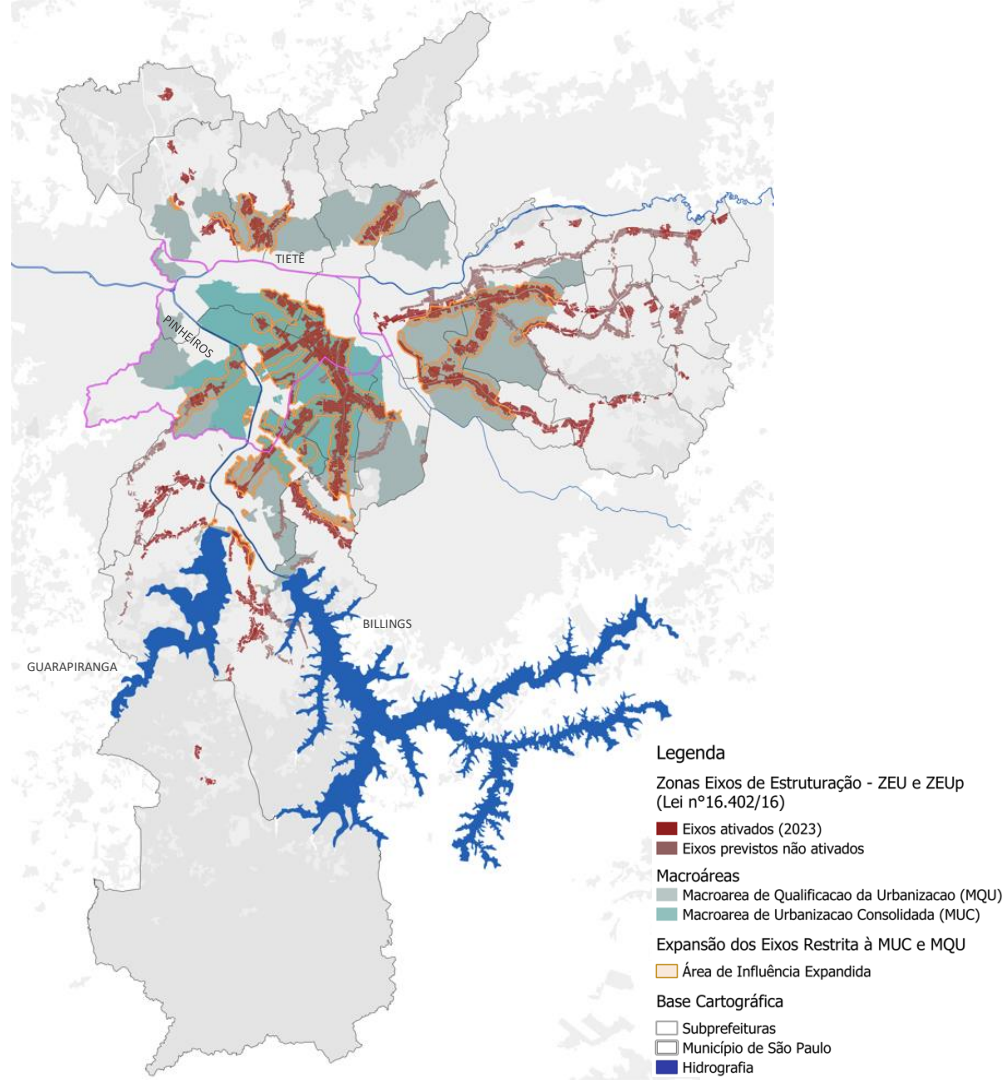 TIETÊ
PINHEIROS
BILLINGS
GUARAPIRANGA
Legenda
Zonas Eixos de Estruturação - ZEU e ZEUp
(Lei n°16.402/16)
Eixos ativados (2023)
Eixos previstos não ativados
Macroáreas
Macroarea de Qualificacao da Urbanizacao (MQU)
Macroarea de Urbanizacao Consolidada (MUC)
Expansão dos Eixos Restrita à MUC e MQU
Área de Influência Expandida
Base Cartográfica
Subprefeituras
Município de São Paulo
Hidrografia